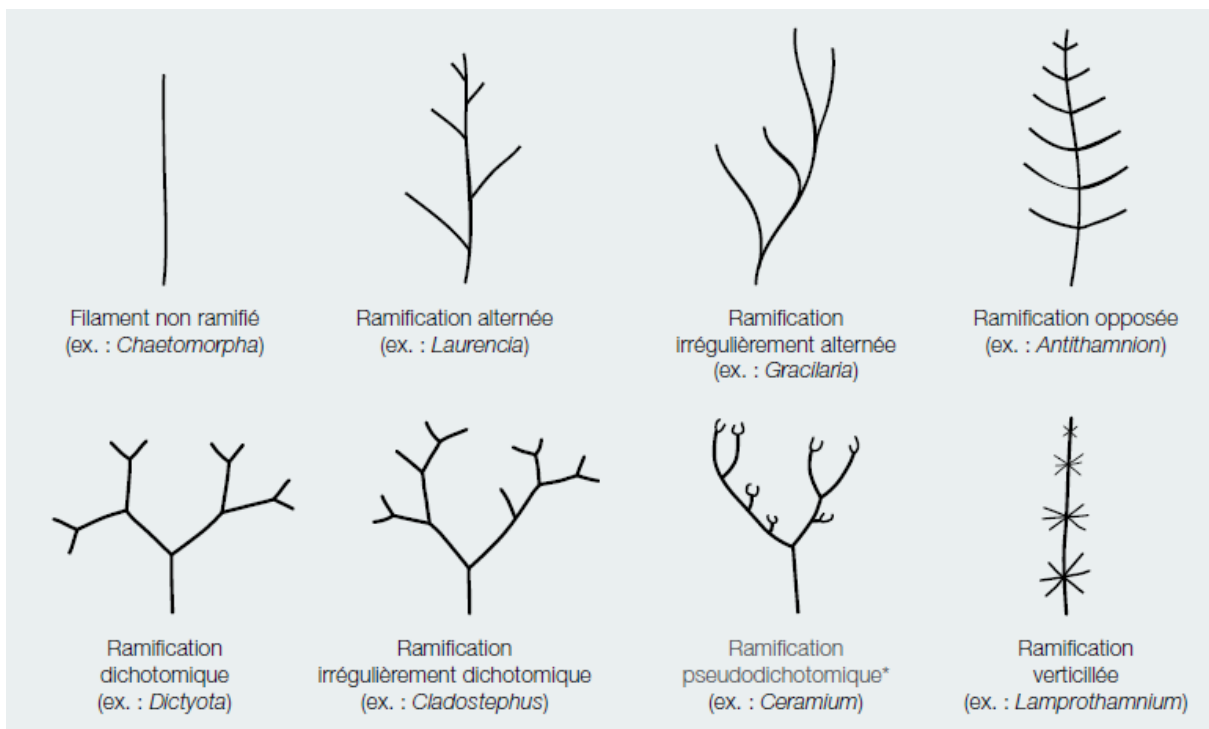 Filament non ramifié
(ex. : Chaetomorpha)
Ramification alternée
(ex. : Laurencia)
Ramification
irrégulièrement alternée
(ex. : Gracilaria)
Ramification opposée
(ex. : Antithamnion)
Ramification
dichotomique
(ex. : Dictyota)
Ramification
irrégulièrement dichotomique
(ex. : Cladostephus)
Ramification
pseudodichotomique*
(ex. : Ceramium)
Ramification
verticillée
(ex. : Lamprothamnium)